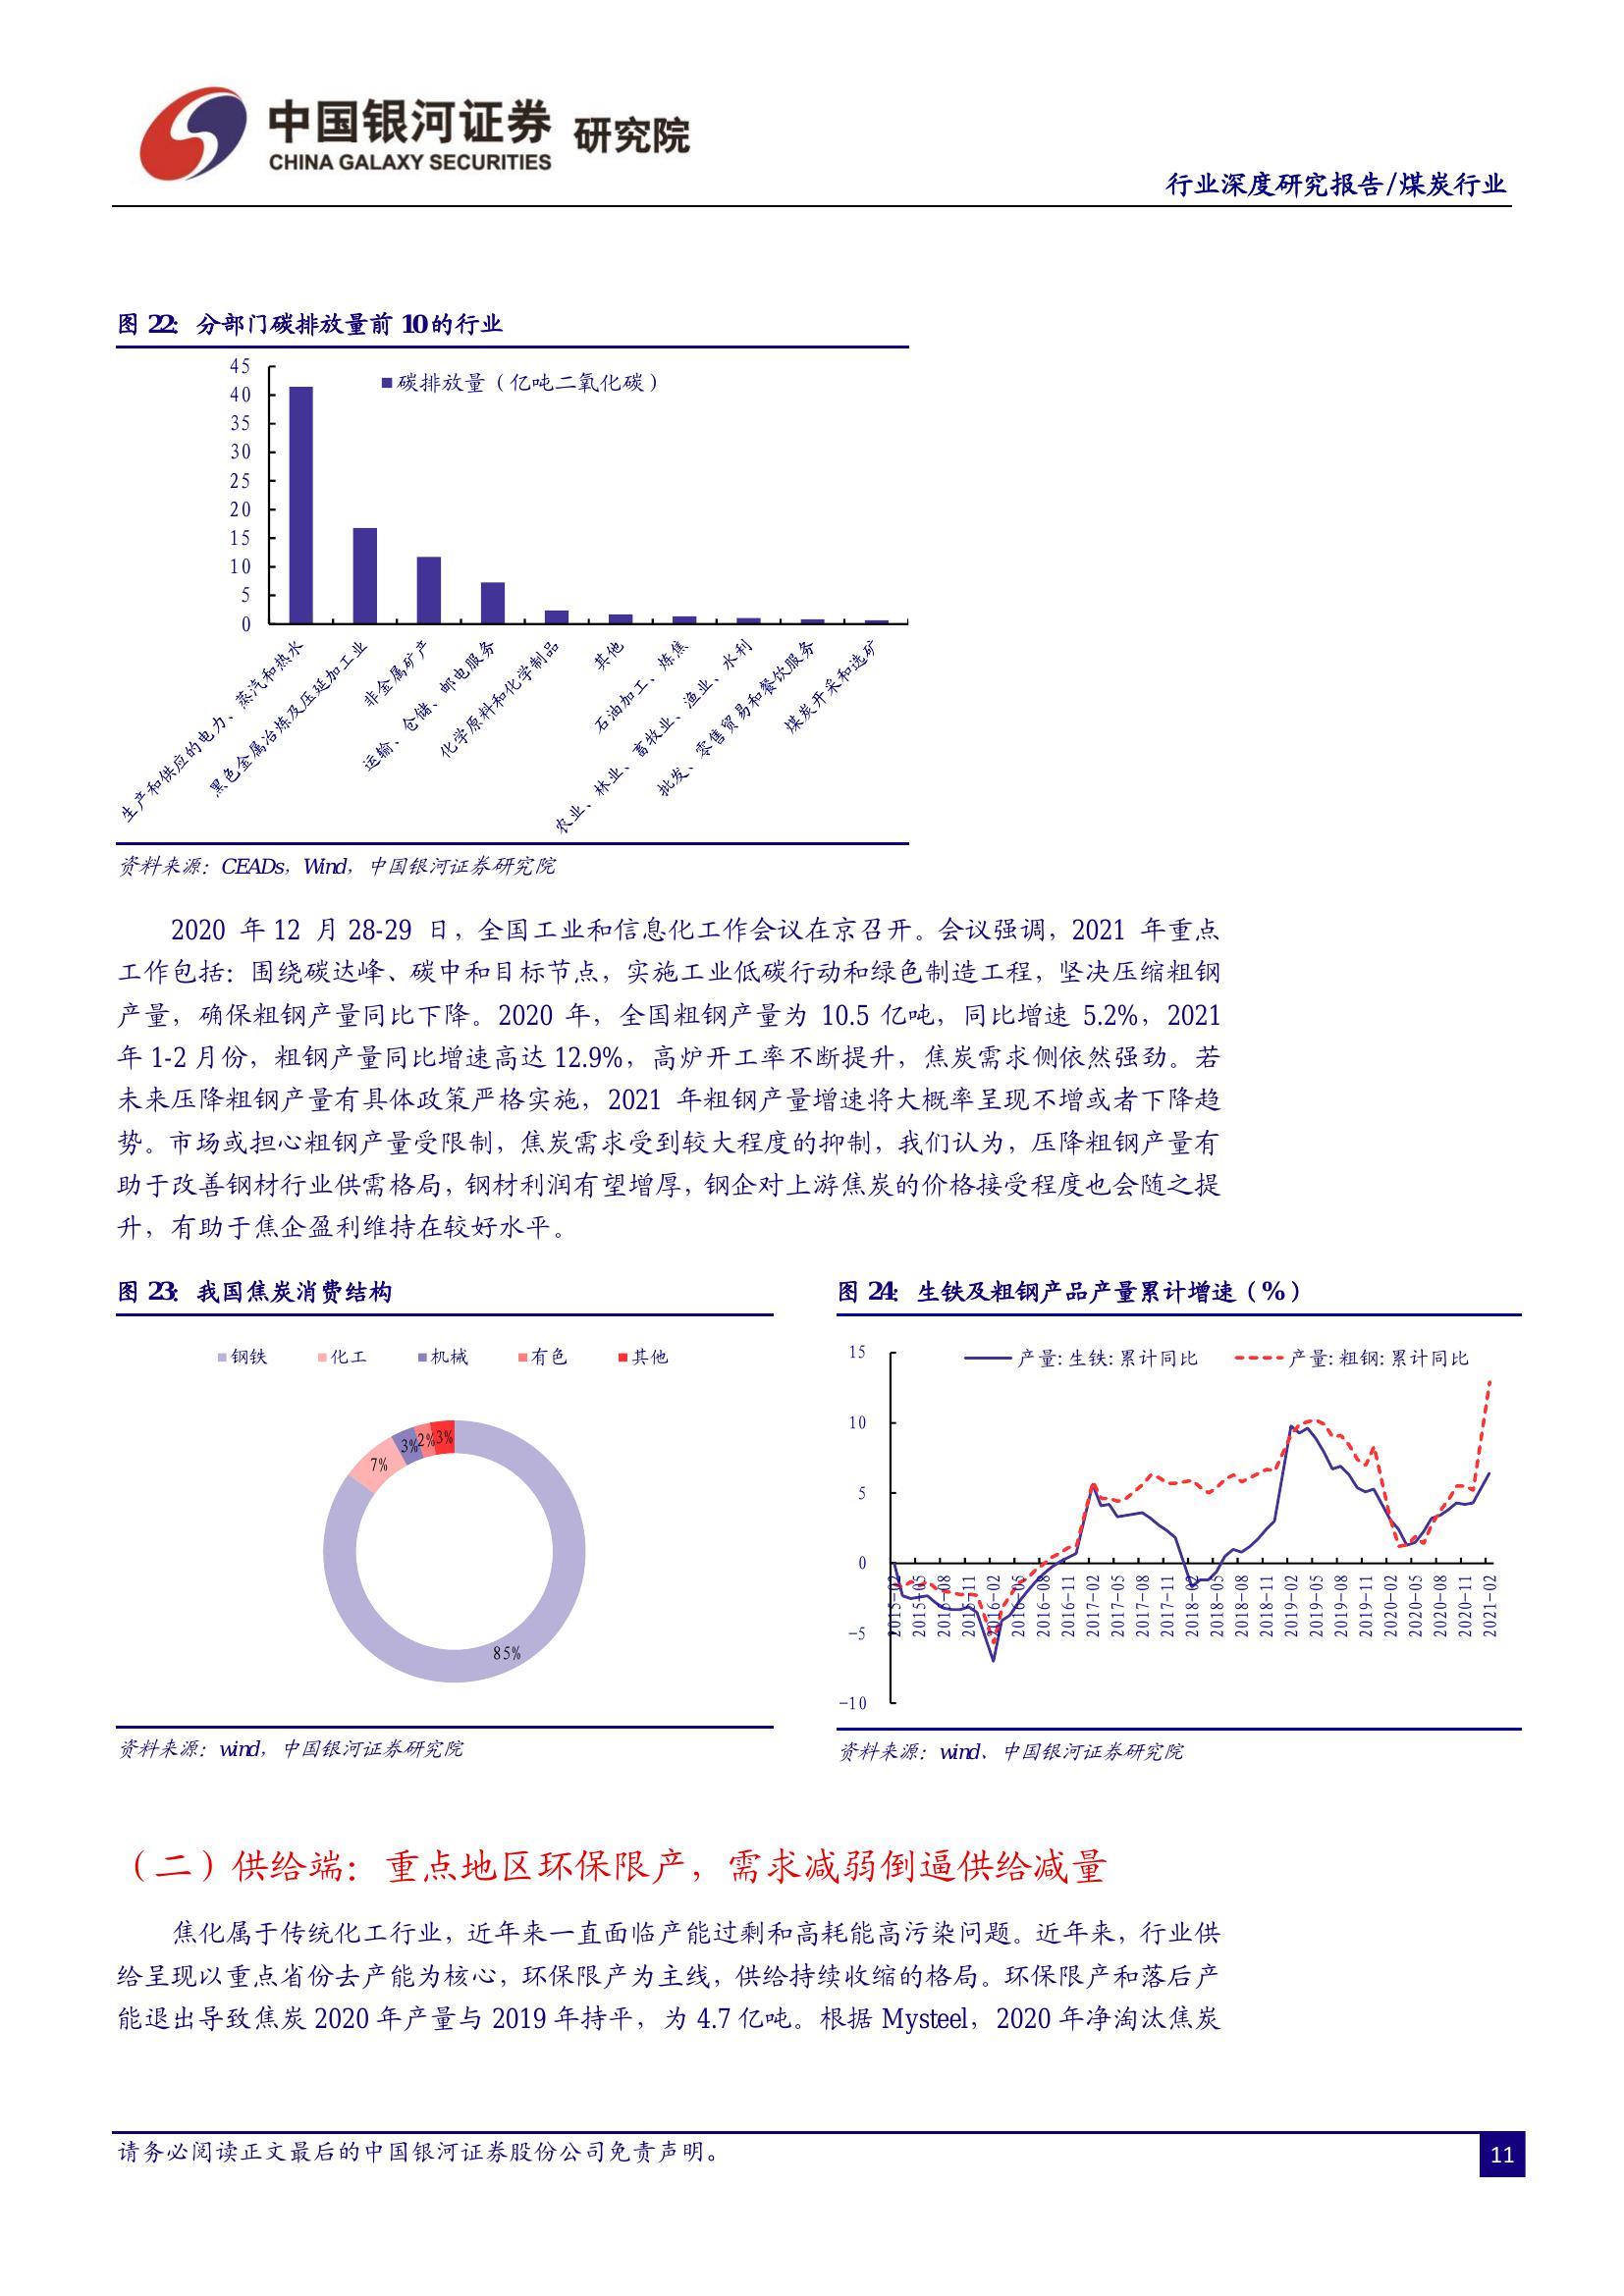 中国银河证券 研究院
CHINA GALAXY SECURITIES
行业深度研究报告/煤炭行业
图 22：分部门碳排放量前 10 的行业
碳排放量（亿吨二氧化碳）
45
40
35
30
25
20
15
10
5
0
生产和供应的电力、蒸汽和热水
黑色金属冶炼及压延加工业
非金属矿产
运输、仓储、邮电服务
化学原料和化学制品
其他
石油加工、炼焦
农业、林业、畜牧业、渔业、水利
批发、零售贸易和餐饮服务
煤炭开采和选矿
资料来源：CEADs，Wind，中国银河证券研究院
2020 年 12 月 28-29 日，全国工业和信息化工作会议在京召开。会议强调，2021 年重点
工作包括：围绕碳达峰、碳中和目标节点，实施工业低碳行动和绿色制造工程，坚决压缩粗钢
产量，确保粗钢产量同比下降。2020 年，全国粗钢产量为 10.5 亿吨，同比增速 5.2%，2021
年 1-2 月份，粗钢产量同比增速高达 12.9%，高炉开工率不断提升，焦炭需求侧依然强劲。若
未来压降粗钢产量有具体政策严格实施，2021 年粗钢产量增速将大概率呈现不增或者下降趋
势。市场或担心粗钢产量受限制，焦炭需求受到较大程度的抑制，我们认为，压降粗钢产量有
助于改善钢材行业供需格局，钢材利润有望增厚，钢企对上游焦炭的价格接受程度也会随之提
升，有助于焦企盈利维持在较好水平。
图 23：我国焦炭消费结构
钢铁 化工 机械 有色 其他
7%
3%
2%
3%
85%
资料来源：wind，中国银河证券研究院
图 24：生铁及粗钢产品产量累计增速（%）
产量:生铁:累计同比 产量:粗钢:累计同比
15
10
5
0
-5
-10
2015-02
2015-05
2015-08
2015-11
2016-02
2016-05
2016-08
2016-11
2017-02
2017-05
2017-08
2017-11
2018-02
2018-05
2018-08
2018-11
2019-02
2019-05
2019-08
2019-11
2020-02
2020-05
2020-08
2020-11
2021-02
资料来源：wind、中国银河证券研究院
（二）供给端：重点地区环保限产，需求减弱倒逼供给减量
焦化属于传统化工行业，近年来一直面临产能过剩和高耗能高污染问题。近年来，行业供
给呈现以重点省份去产能为核心，环保限产为主线，供给持续收缩的格局。环保限产和落后产
能退出导致焦炭 2020 年产量与 2019 年持平，为 4.7 亿吨。根据 Mysteel，2020 年净淘汰焦炭
请务必阅读正文最后的中国银河证券股份公司免责声明。
11